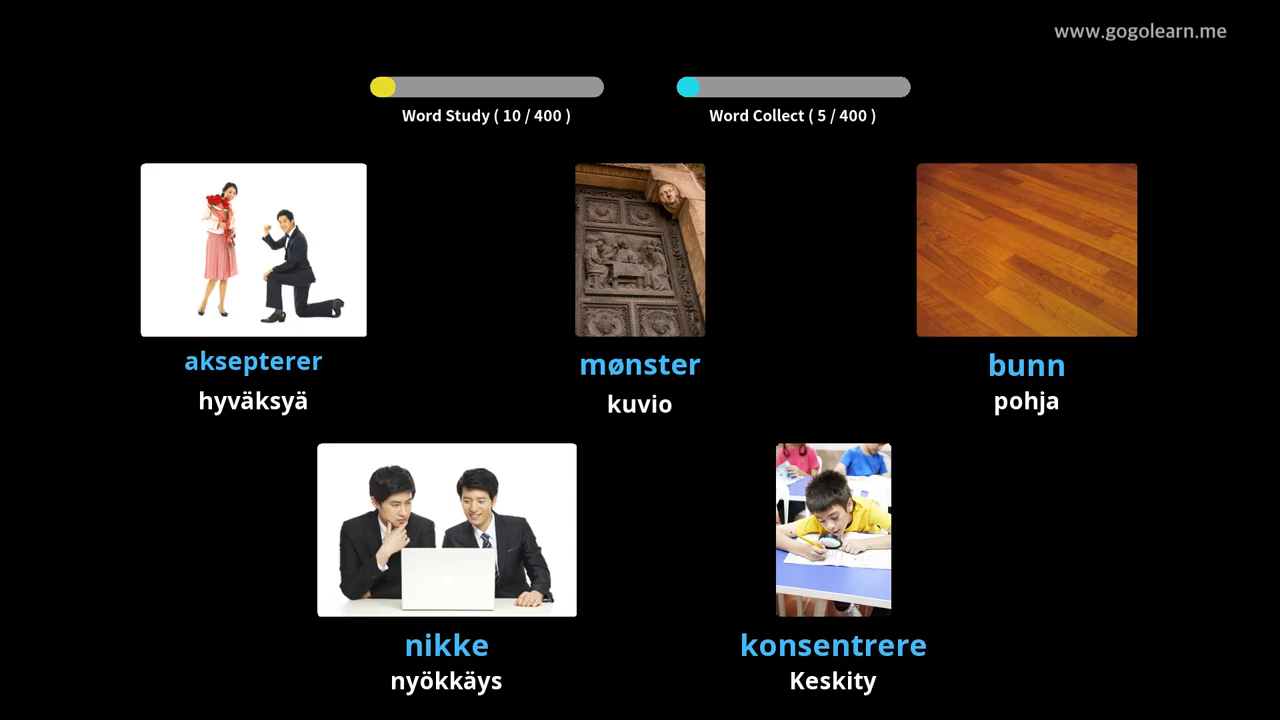 www.gogolearn.me
Word Study ( 10 / 400 )
Word Collect ( 5 / 400 )
aksepterer
hyväksyä
mønster
kuvio
bunn
pohja
nikke
nyökkäys
konsentrere
Keskity